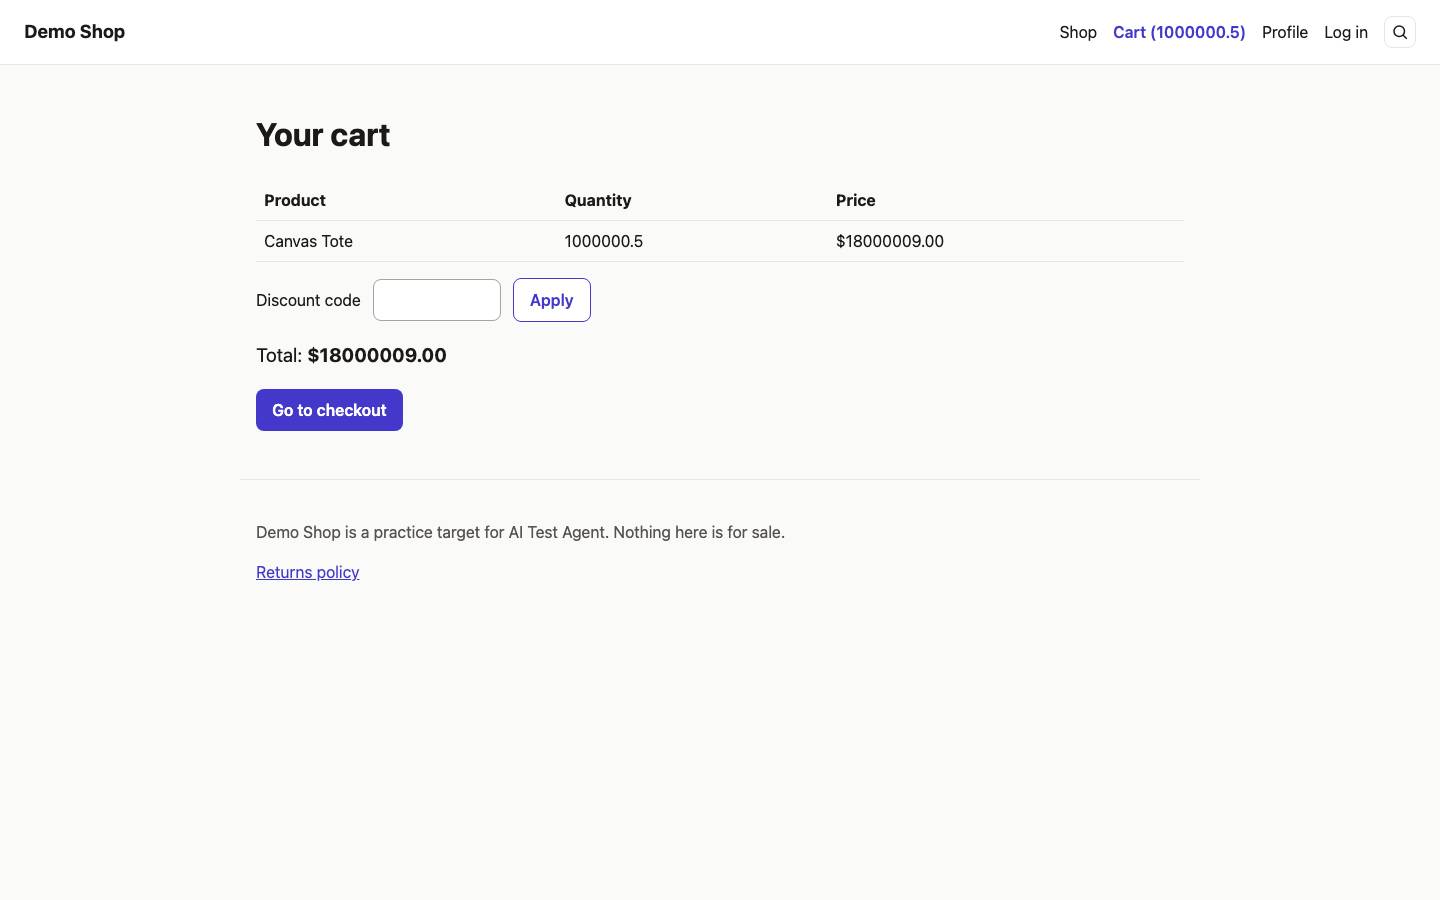 Demo Shop
Shop Cart (1000000.5) Profile Log in
Your cart
Product Quantity Price
Canvas Tote 1000000.5 $18000009.00
Discount code Apply
Total: $18000009.00
Go to checkout
Demo Shop is a practice target for AI Test Agent. Nothing here is for sale.
Returns policy